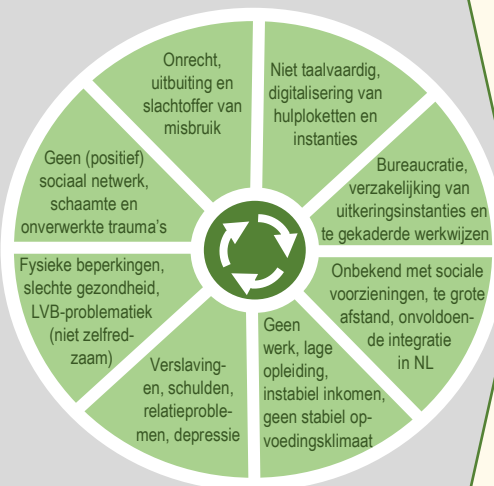 Onrecht,
uitbuiting en
slachtoffer van
misbruik
Niet taalvaardig,
digitalisering van
hulploketten en
instanties
Bureaucratie,
verzakelijking van
uitkeringsinstanties en
te gekaderde werkwijzen
Onbekend met sociale
voorzieningen, te grote
afstand, onvoldoen-
de integratie
in NL
Geen
werk, lage
opleiding,
instabiel inkomen,
geen stabiel op-
voedingsklimaat
Verslaving-
en, schulden,
relatieproble-
men, depressie
Fysieke beperkingen,
slechte gezondheid,
LVB-problematiek
(niet zelfred-
zaam)
Geen (positief)
sociaal netwerk,
schaamte en
onverwerkte trauma's